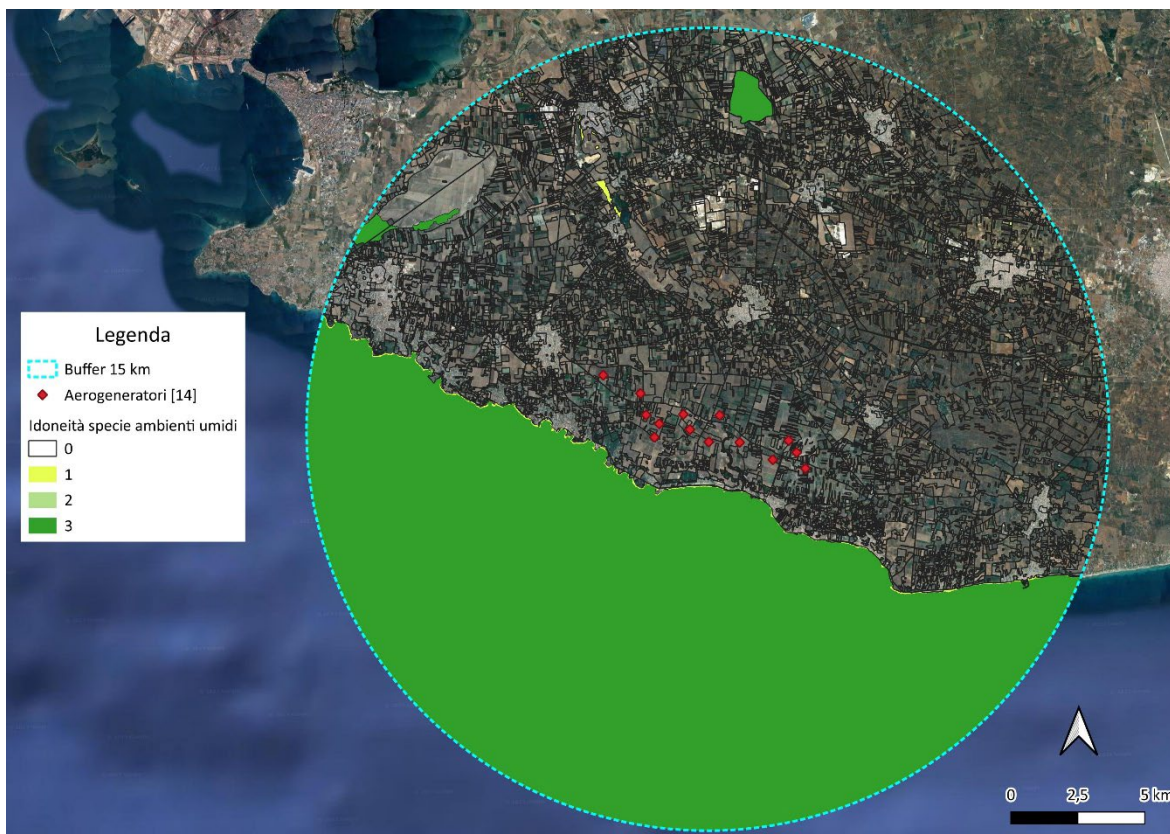 Legenda
Buffer 15 km
Aerogeneratori [14]
Idoneità specie ambienti umidi
0
1
2
3
0 2,5 5 km